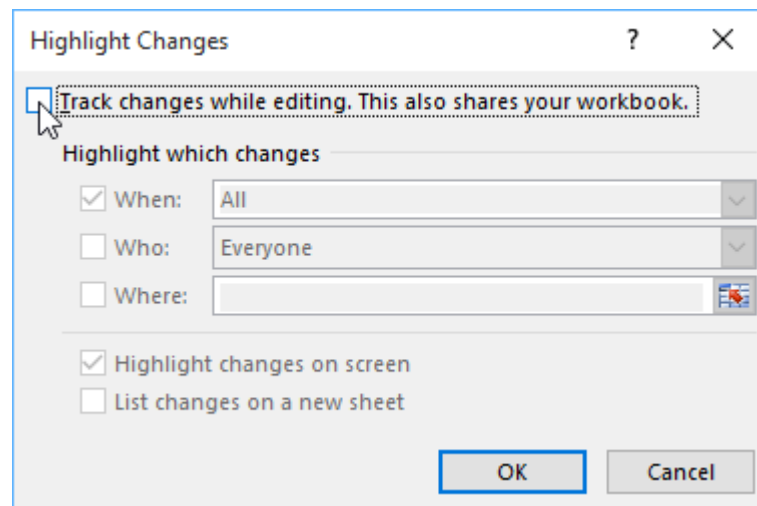 Highlight Changes ?
Track changes while editing. This also shares your workbook.
Highlight which changes
When: All
Who: Everyone
Where:
Highlight changes on screen
List changes on a new sheet
OK Cancel